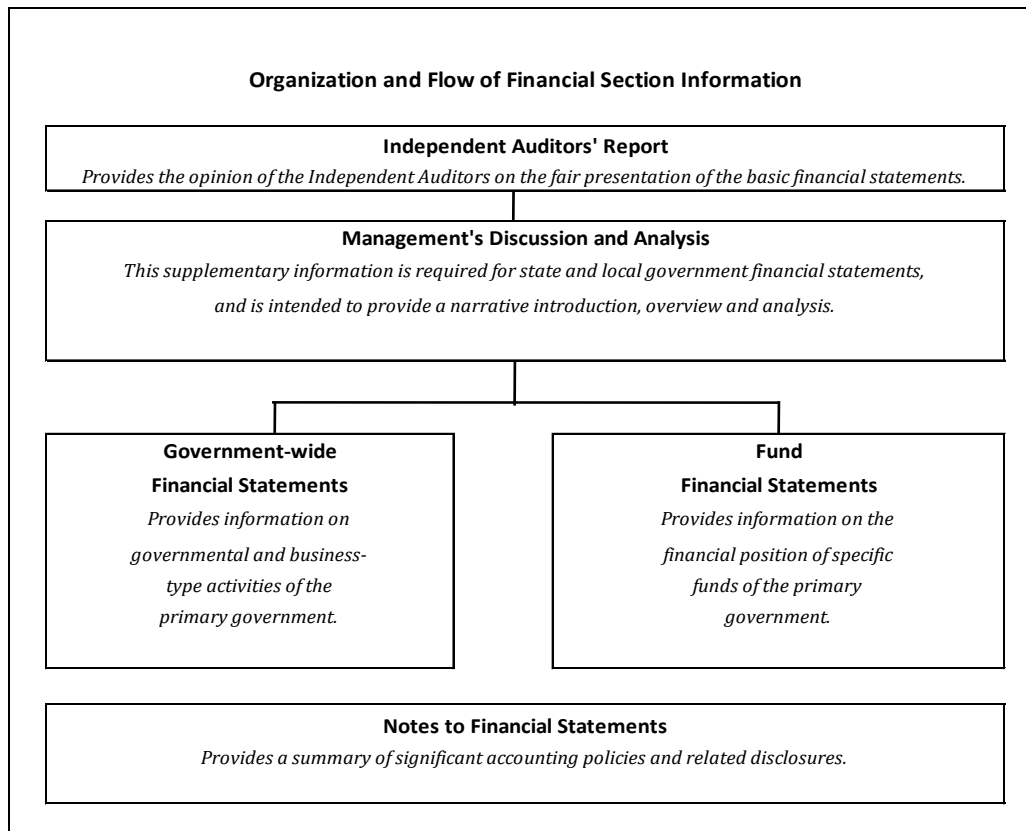 Organization and Flow of Financial Section Information
Independent Auditors' Report
Provides the opinion of the Independent Auditors on the fair presentation of the basic financial statements.
Management's Discussion and Analysis
This supplementary information is required for state and local government financial statements,
and is intended to provide a narrative introduction, overview and analysis.
Government-wide
Financial Statements
Provides information on
governmental and business-
type activities of the
primary government.
Fund
Financial Statements
Provides information on the
financial position of specific
funds of the primary
government.
Notes to Financial Statements
Provides a summary of significant accounting policies and related disclosures.